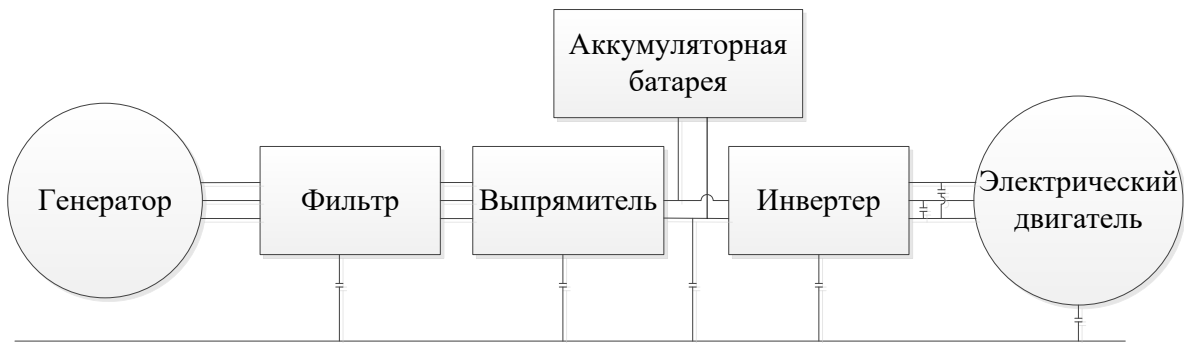 Аккумуляторная
батарея
Генератор
Фильтр
Выпрямитель
Инвертер
Электрический
двигатель